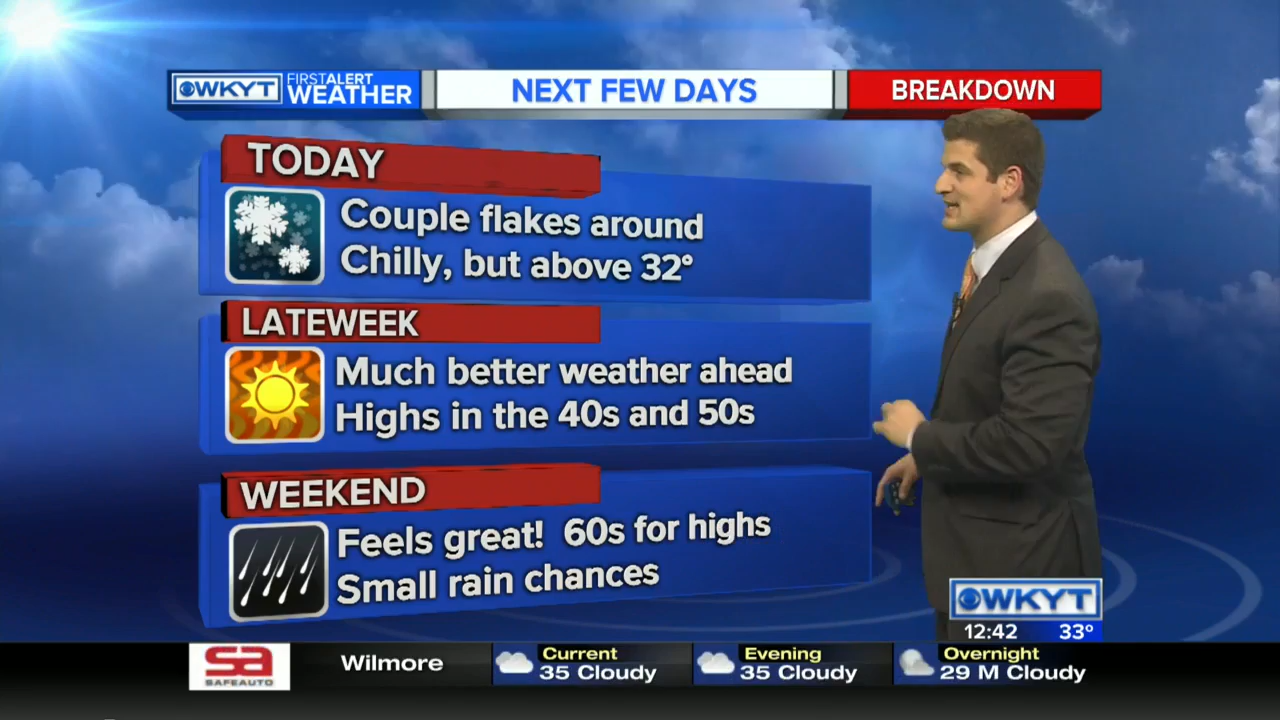 WKYT FIRSTALERT WEATHER
NEXT FEW DAYS
BREAKDOWN
TODAY
Couple flakes around
Chilly, but above 32°
LATEWEEK
Much better weather ahead
Highs in the 40s and 50s
WEEKEND
Feels great! 60s for highs
Small rain chances
WKYT
12:42 33°
sa
SAFEAUTO
Wilmore
Current
35 Cloudy
Evening
35 Cloudy
Overnight
29 M Cloudy